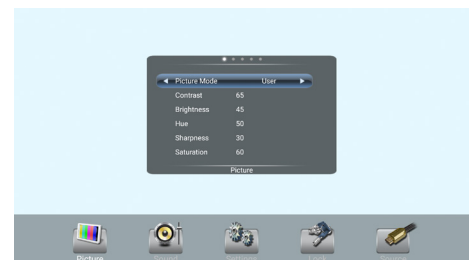 Picture Mode User
Contrast 65
Brightness 45
Hue 50
Sharpness 30
Saturation 60
Picture
Picture